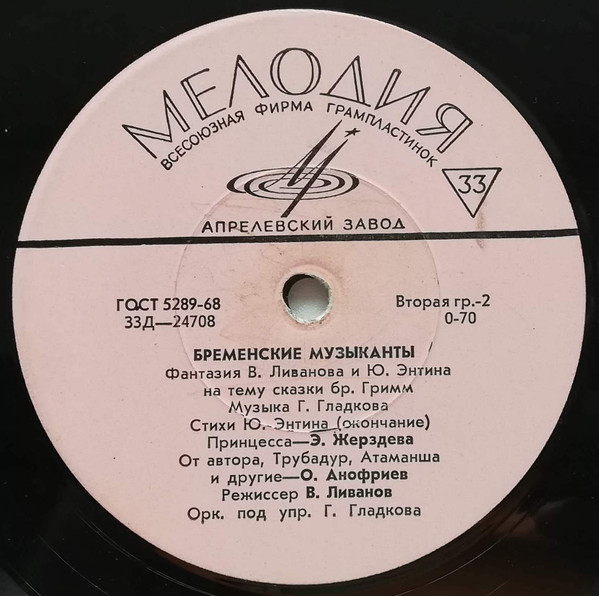 МЕЛОДИЯ
ВСЕСОЮЗНАЯ ФИРМА ГРАМПЛАСТИНОК
33
АПРЕЛЕВСКИЙ ЗАВОД
ГОСТ 5289-68 Вторая гр.-2
33Д—24708 0-70
БРЕМЕНСКИЕ МУЗЫКАНТЫ
Фантазия В. Ливанова и Ю. Энтина
на тему сказки бр. Гримм
Музыка Г. Гладкова
Стихи Ю. Энтина (окончание)
Принцесса—Э. Жерздева
От автора, Трубадур, Атаманша
и другие—О. Анофриев
Режиссер В. Ливанов
Орк. под упр. Г. Гладкова